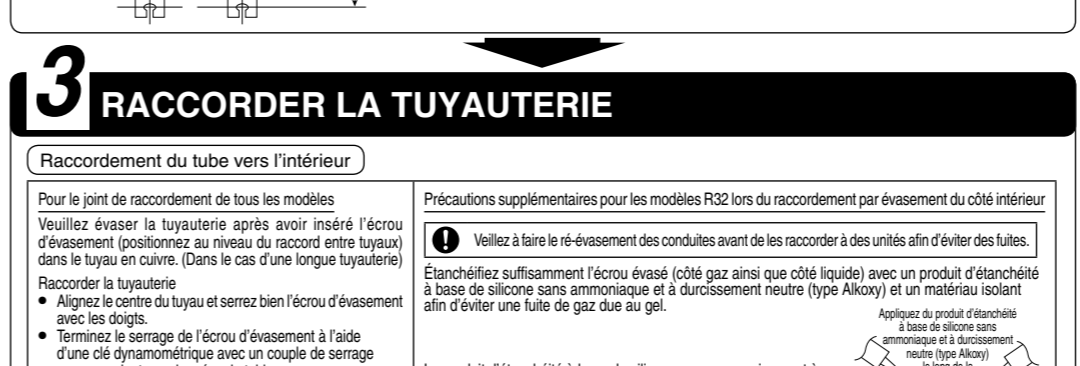 3
RACCORDER LA TUYAUTERIE
Raccordement du tube vers l'intérieur
Pour le joint de raccordement de tous les modèles
Veuillez évaser la tuyauterie après avoir inséré l'écrou
d'évasement (positionnez au niveau du raccord entre tuyaux)
dans le tuyau en cuivre. (Dans le cas d'une longue tuyauterie)
Raccorder la tuyauterie
● Alignez le centre du tuyau et serrez bien l'écrou d'évasement
avec les doigts.
● Terminez le serrage de l'écrou d'évasement à l'aide
d'une clé dynamométrique avec un couple de serrage
Précautions supplémentaires pour les modèles R32 lors du raccordement par évasement du côté intérieur
Veillez à faire le ré-évasement des conduites avant de les raccorder à des unités afin d'éviter des fuites.
Étanchéifiez suffisamment l'écrou évasé (côté gaz ainsi que côté liquide) avec un produit d'étanchéité
à base de silicone sans ammoniaque et à durcissement neutre (type Alkoxy) et un matériau isolant
afin d'éviter une fuite de gaz due au gel.
Appliquez du produit d'étanchéité
à base de silicone sans
ammoniaque et à durcissement
neutre (type Alkoxy)